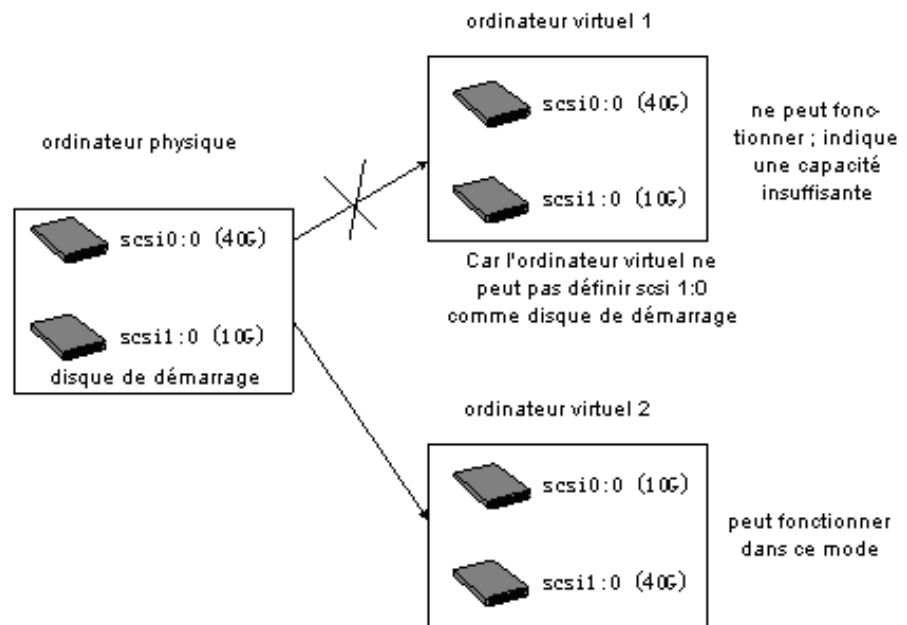 ordinateur virtuel 1
scsi0:0 (40G)
scsi1:0 (10G)
ne peut fonc-
tionner ; indique
une capacité
insuffisante
Car l'ordinateur virtuel ne
peut pas définir scsi 1:0
comme disque de démarrage
ordinateur physique
scsi0:0 (40G)
scsi1:0 (10G)
disque de démarrage
ordinateur virtuel 2
scsi0:0 (10G)
scsi1:0 (40G)
peut fonctionner
dans ce mode